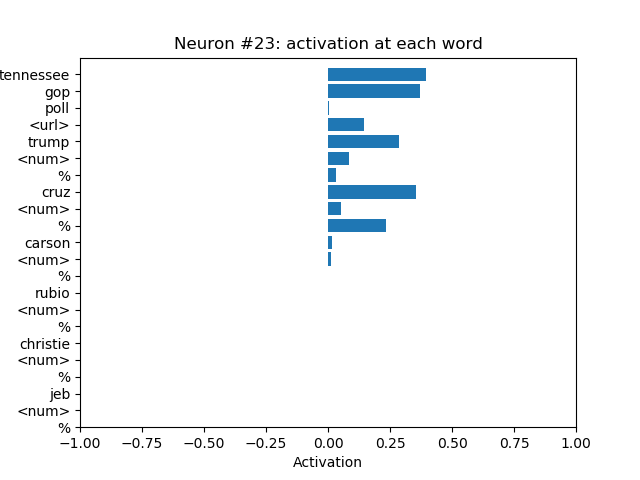 Neuron #23: activation at each word
tennessee
gop
poll
<url>
trump
<num>
%
cruz
<num>
%
carson
<num>
%
rubio
<num>
%
christie
<num>
%
jeb
<num>
%
−1.00 −0.75 −0.50 −0.25 0.00 0.25 0.50 0.75 1.00
Activation